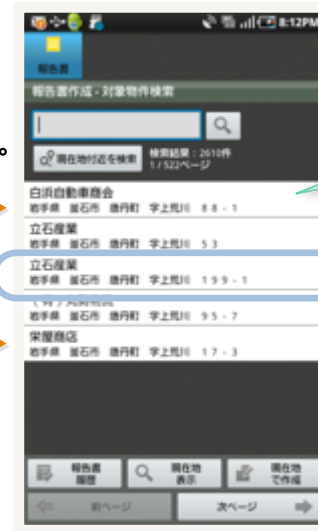 8:12PM
報告書
報告書作成 - 対象物件検索
現在地付近を検索
検索結果 : 2610件
1 / 522ページ
白浜自動車商会
岩手県 釜石市 唐丹町 字上荒川 88-1
立石産業
岩手県 釜石市 唐丹町 字上荒川 53
立石産業
岩手県 釜石市 唐丹町 字上荒川 199-1
岩手県 釜石市 唐丹町 字上荒川 95-7
栄屋商店
岩手県 釜石市 唐丹町 字上荒川 17-3
報告書
履歴
現在地
表示
現在地
で作成
前ページ
次ページ